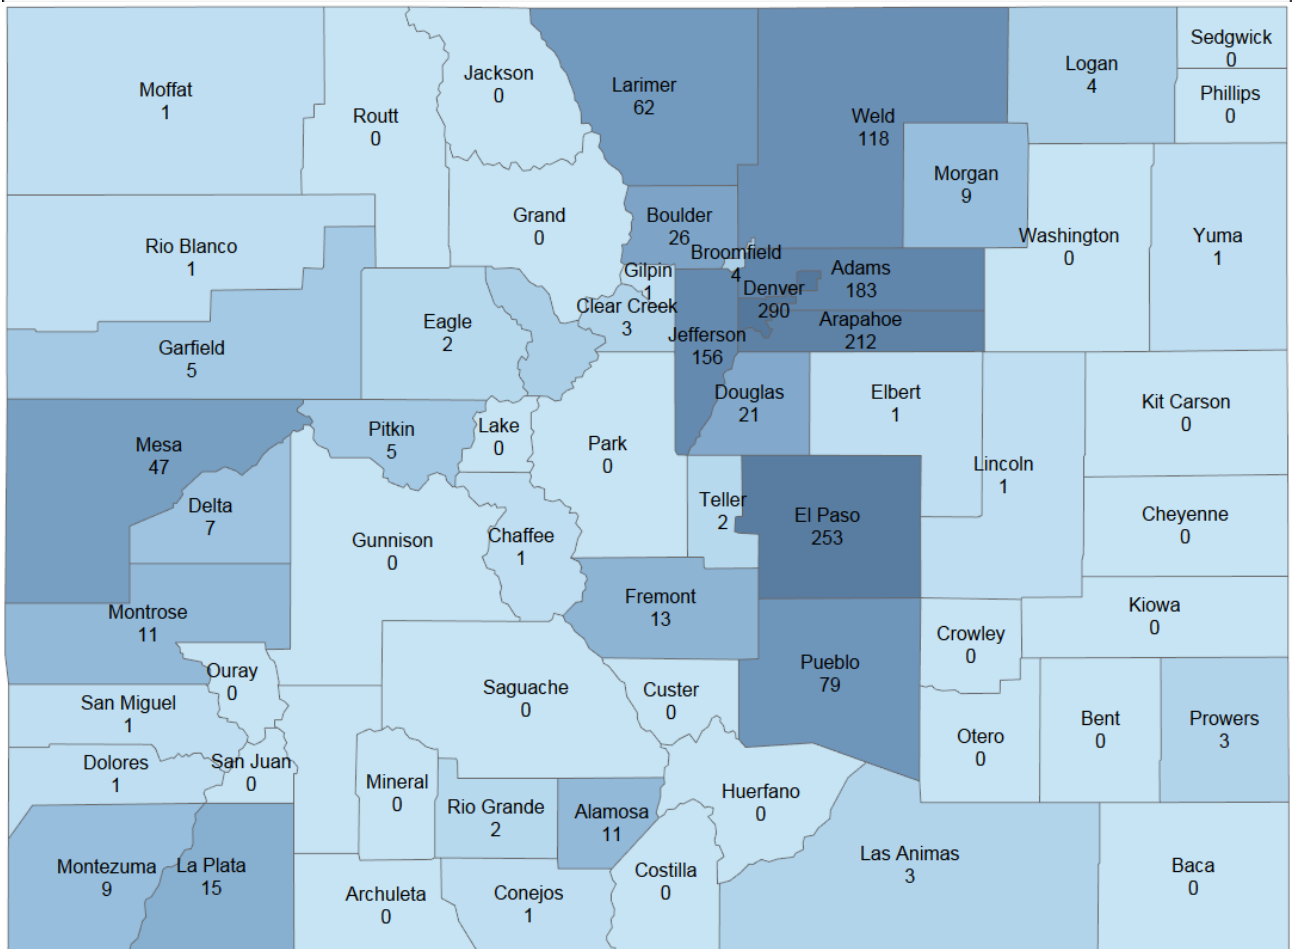 Moffat
1
Routt
0
Jackson
0
Larimer
62
Weld
118
Logan
4
Sedgwick
0
Phillips
0
Morgan
9
Washington
0
Yuma
1
Rio Blanco
1
Grand
0
Boulder
26
Broomfield
4
Gilpin
1
Clear Creek
3
Adams
183
Denver
290
Arapahoe
212
Jefferson
156
Garfield
5
Eagle
2
Douglas
21
Elbert
1
Kit Carson
0
Mesa
47
Pitkin
5
Lake
0
Park
0
Lincoln
1
Delta
7
Teller
2
El Paso
253
Cheyenne
0
Gunnison
0
Chaffee
1
Montrose
11
Fremont
13
Kiowa
0
Crowley
0
Pueblo
79
Ouray
0
Saguache
0
Custer
0
San Miguel
1
Otero
0
Bent
0
Prowers
3
Dolores
1
San Juan
0
Mineral
0
Rio Grande
2
Alamosa
11
Huerfano
0
Montezuma
9
La Plata
15
Las Animas
3
Baca
0
Costilla
0
Archuleta
0
Conejos
1